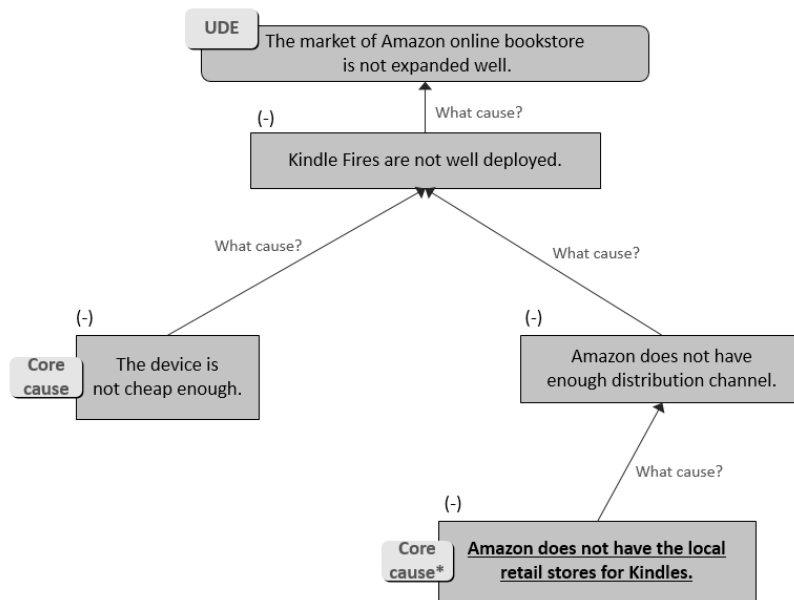 UDE
The market of Amazon online bookstore
is not expanded well.
What cause?
(-)
Kindle Fires are not well deployed.
What cause?
What cause?
(-)
(-)
Core
cause
The device is
not cheap enough.
Amazon does not have
enough distribution channel.
What cause?
(-)
Core
cause*
Amazon does not have the local
retail stores for Kindles.